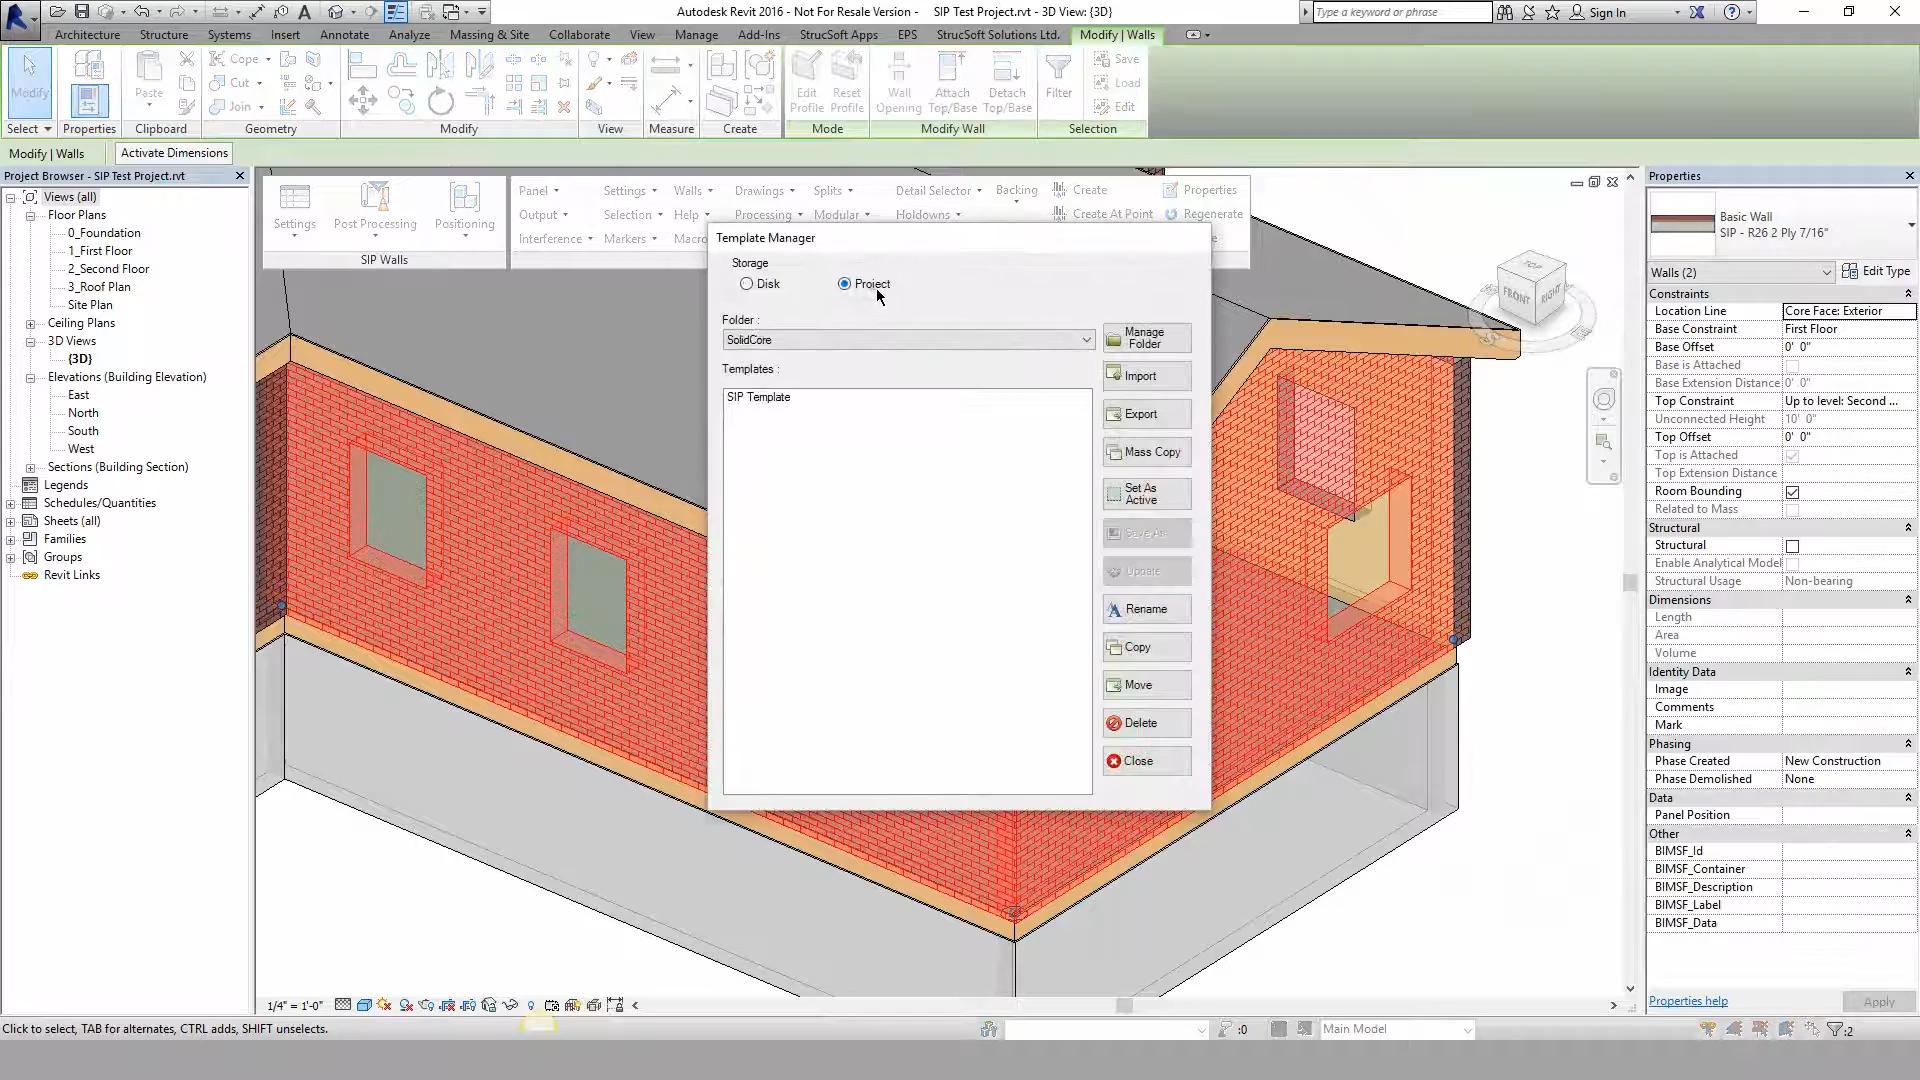 Autodesk Revit 2016 - Not For Resale Version -    SIP Test Project.rvt - 3D View: {3D}
Type a keyword or phrase
Sign In
Architecture
Structure
Systems
Insert
Annotate
Analyze
Massing & Site
Collaborate
View
Manage
Add-Ins
StrucSoft Apps
EPS
StrucSoft Solutions Ltd.
Modify | Walls
Modify
Paste
Cope
Cut
Join
Edit Profile
Reset Profile
Wall Opening
Attach Top/Base
Detach Top/Base
Filter
Save
Load
Edit
Select
Properties
Clipboard
Geometry
Modify
View
Measure
Create
Mode
Modify Wall
Selection
Modify | Walls
Activate Dimensions
Project Browser - SIP Test Project.rvt
Views (all)
Floor Plans
0_Foundation
1_First Floor
2_Second Floor
3_Roof Plan
Site Plan
Ceiling Plans
3D Views
{3D}
Elevations (Building Elevation)
East
North
South
West
Sections (Building Section)
Legends
Schedules/Quantities
Sheets (all)
Families
Groups
Revit Links
Settings
Post Processing
Positioning
SIP Walls
Panel
Settings
Walls
Drawings
Splits
Detail Selector
Backing
Create
Properties
Output
Selection
Help
Processing
Modular
Holdowns
Create At Point
Regenerate
Interference
Markers
Macro
Template Manager
Storage
Disk
Project
Folder :
SolidCore
Templates :
SIP Template
Manage Folder
Import
Export
Mass Copy
Set As Active
Save As
Update
Rename
Copy
Move
Delete
Close
TOP
FRONT
RIGHT
Properties
Basic Wall
SIP - R26 2 Ply 7/16"
Walls (2)
Edit Type
Constraints
Location Line Core Face: Exterior
Base Constraint First Floor
Base Offset 0' 0"
Base is Attached
Base Extension Distance 0' 0"
Top Constraint Up to level: Second ...
Unconnected Height 10' 0"
Top Offset 0' 0"
Top is Attached
Top Extension Distance
Room Bounding
Related to Mass
Structural
Structural
Enable Analytical Model
Structural Usage Non-bearing
Dimensions
Length
Area
Volume
Identity Data
Image
Comments
Mark
Phasing
Phase Created New Construction
Phase Demolished None
Data
Panel Position
Other
BIMSF_Id
BIMSF_Container
BIMSF_Description
BIMSF_Label
BIMSF_Data
Properties help
Apply
1/4" = 1'-0"
Click to select, TAB for alternates, CTRL adds, SHIFT unselects.
:0
Main Model
:2